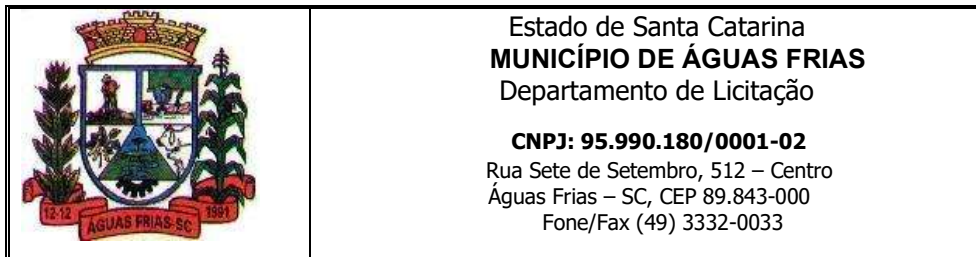 Estado de Santa Catarina
MUNICÍPIO DE ÁGUAS FRIAS
Departamento de Licitação
CNPJ: 95.990.180/0001-02
Rua Sete de Setembro, 512 – Centro
Águas Frias – SC, CEP 89.843-000
Fone/Fax (49) 3332-0033
12-12
ÁGUAS FRIAS-SC
1991